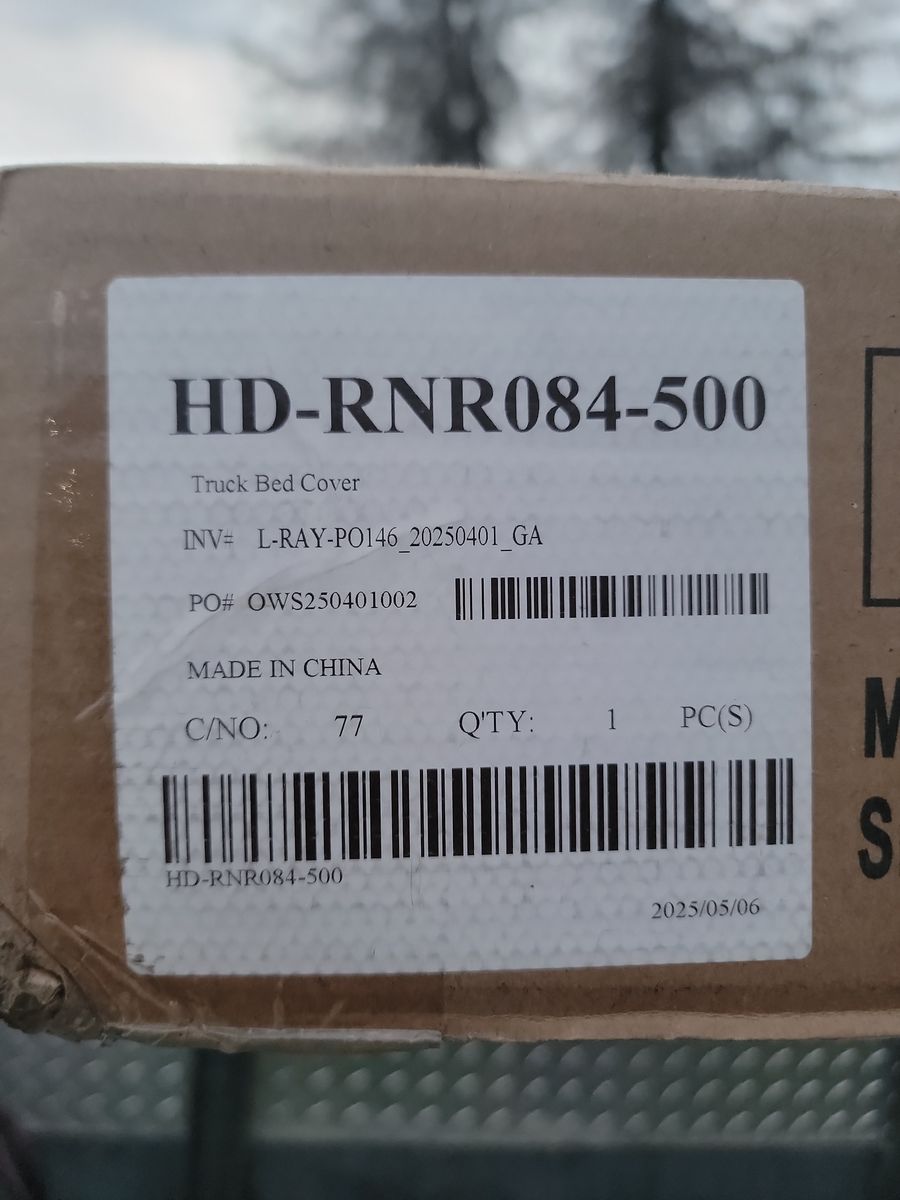 HD-RNR084-500
Truck Bed Cover
INV# L-RAY-PO146_20250401_GA
PO# OWS250401002
MADE IN CHINA
C/NO: 77 Q'TY: 1 PC(S)
HD-RNR084-500
2025/05/06
M
S